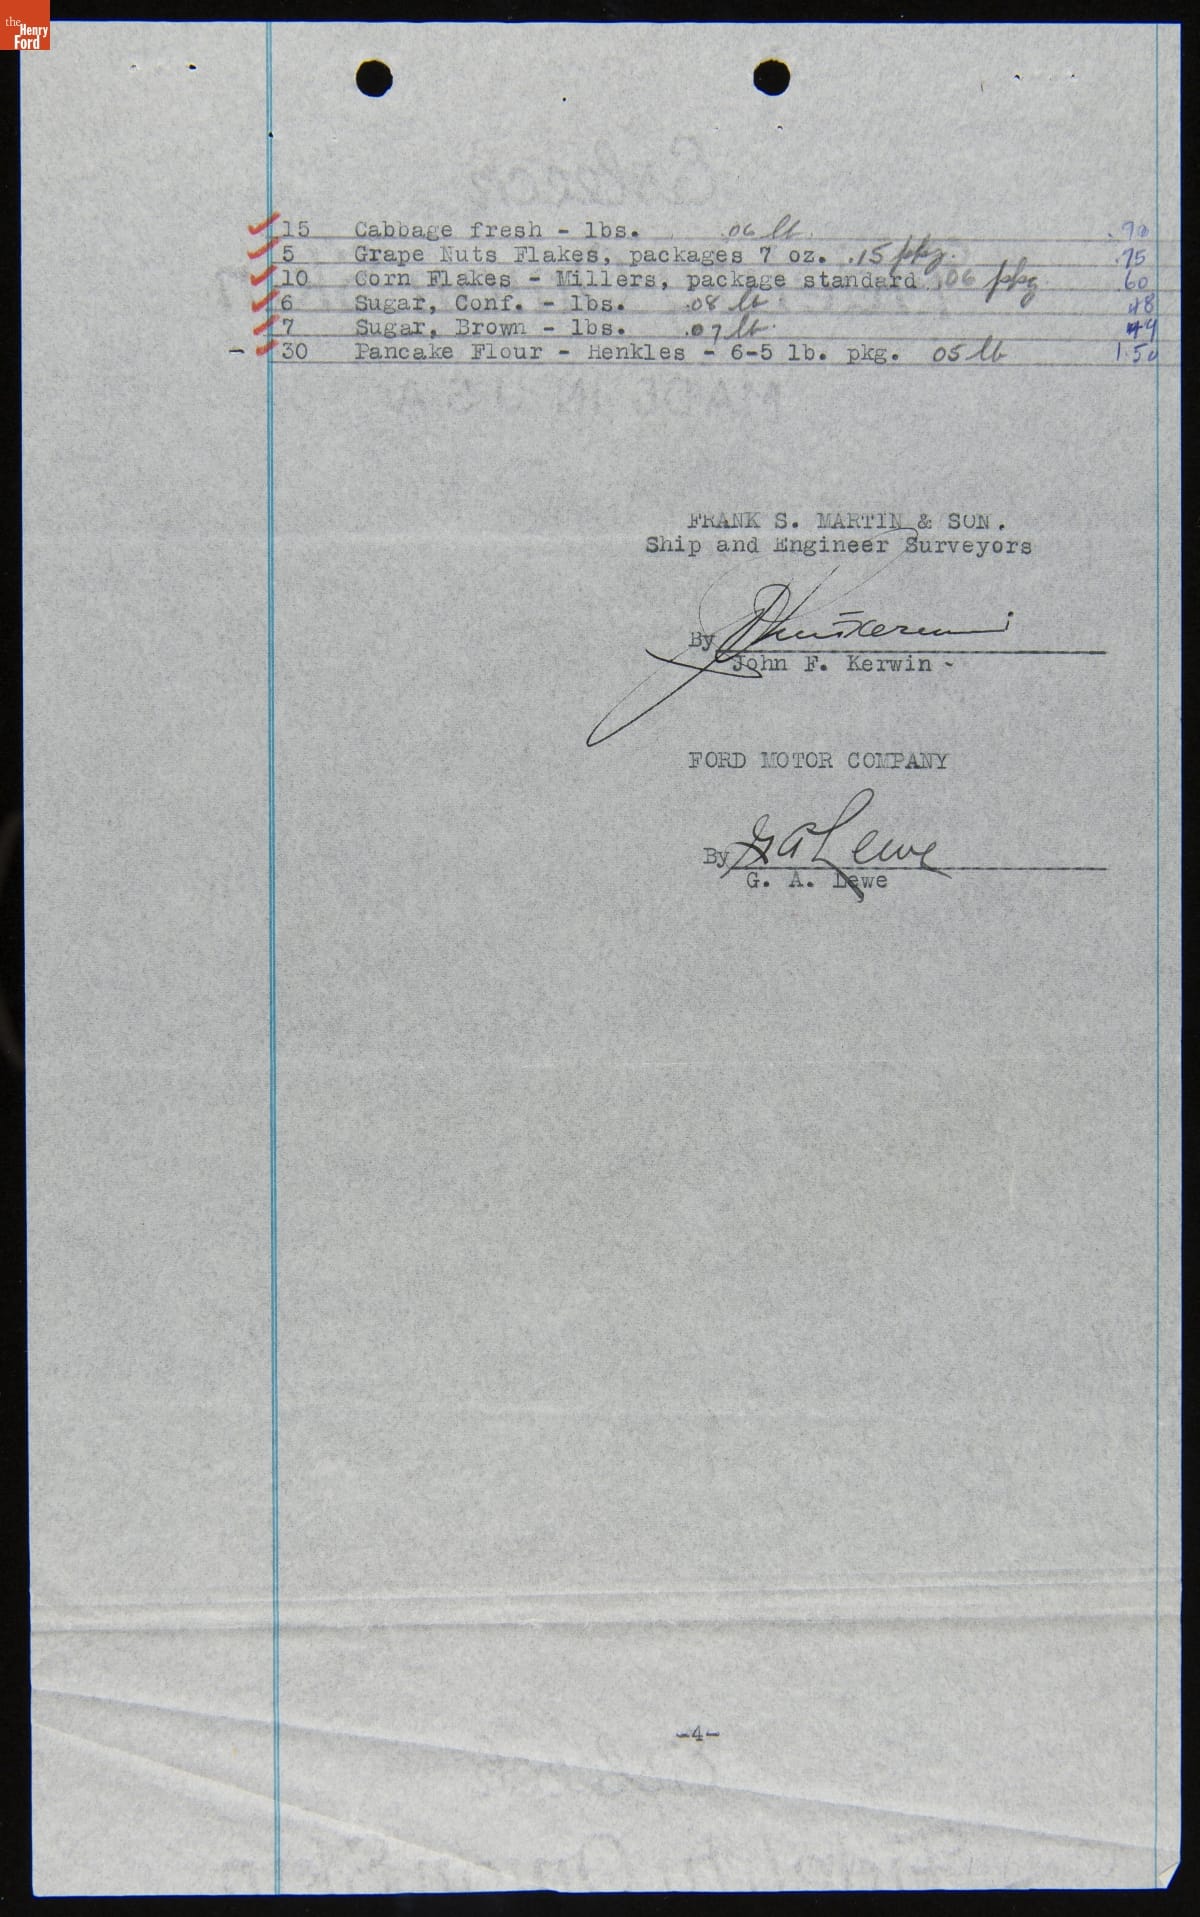 the Henry Ford
15 Cabbage fresh - lbs. .06 lb. .90
5 Grape Nuts Flakes, packages 7 oz. .15 pkg. .75
10 Corn Flakes - Millers, package standard .06 pkg .60
6 Sugar, Conf. - lbs. .08 lb 48
7 Sugar, Brown - lbs. .07 lb. 49
- 30 Pancake Flour - Henkles - 6-5 lb. pkg. 05 lb 1.50
MADE IN U S A
FRANK S. MARTIN & SON.
Ship and Engineer Surveyors
By
John F. Kerwin -
FORD MOTOR COMPANY
By G A Lewe
G. A. Lewe
-4-